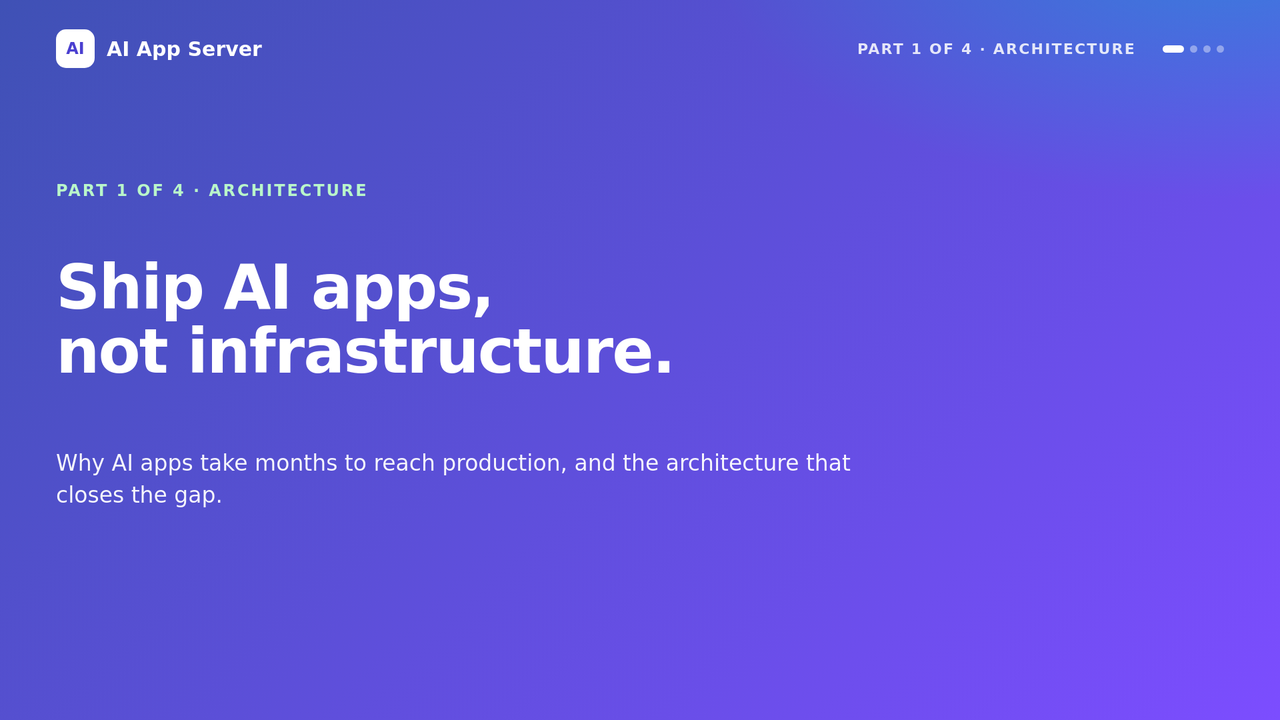 AI
AI App Server
PART 1 OF 4 · ARCHITECTURE
PART 1 OF 4 · ARCHITECTURE
Ship AI apps,
not infrastructure.
Why AI apps take months to reach production, and the architecture that
closes the gap.